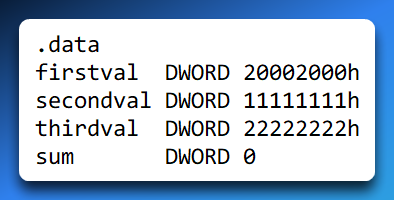 .data
firstval  DWORD 20002000h
secondval DWORD 11111111h
thirdval  DWORD 22222222h
sum       DWORD 0